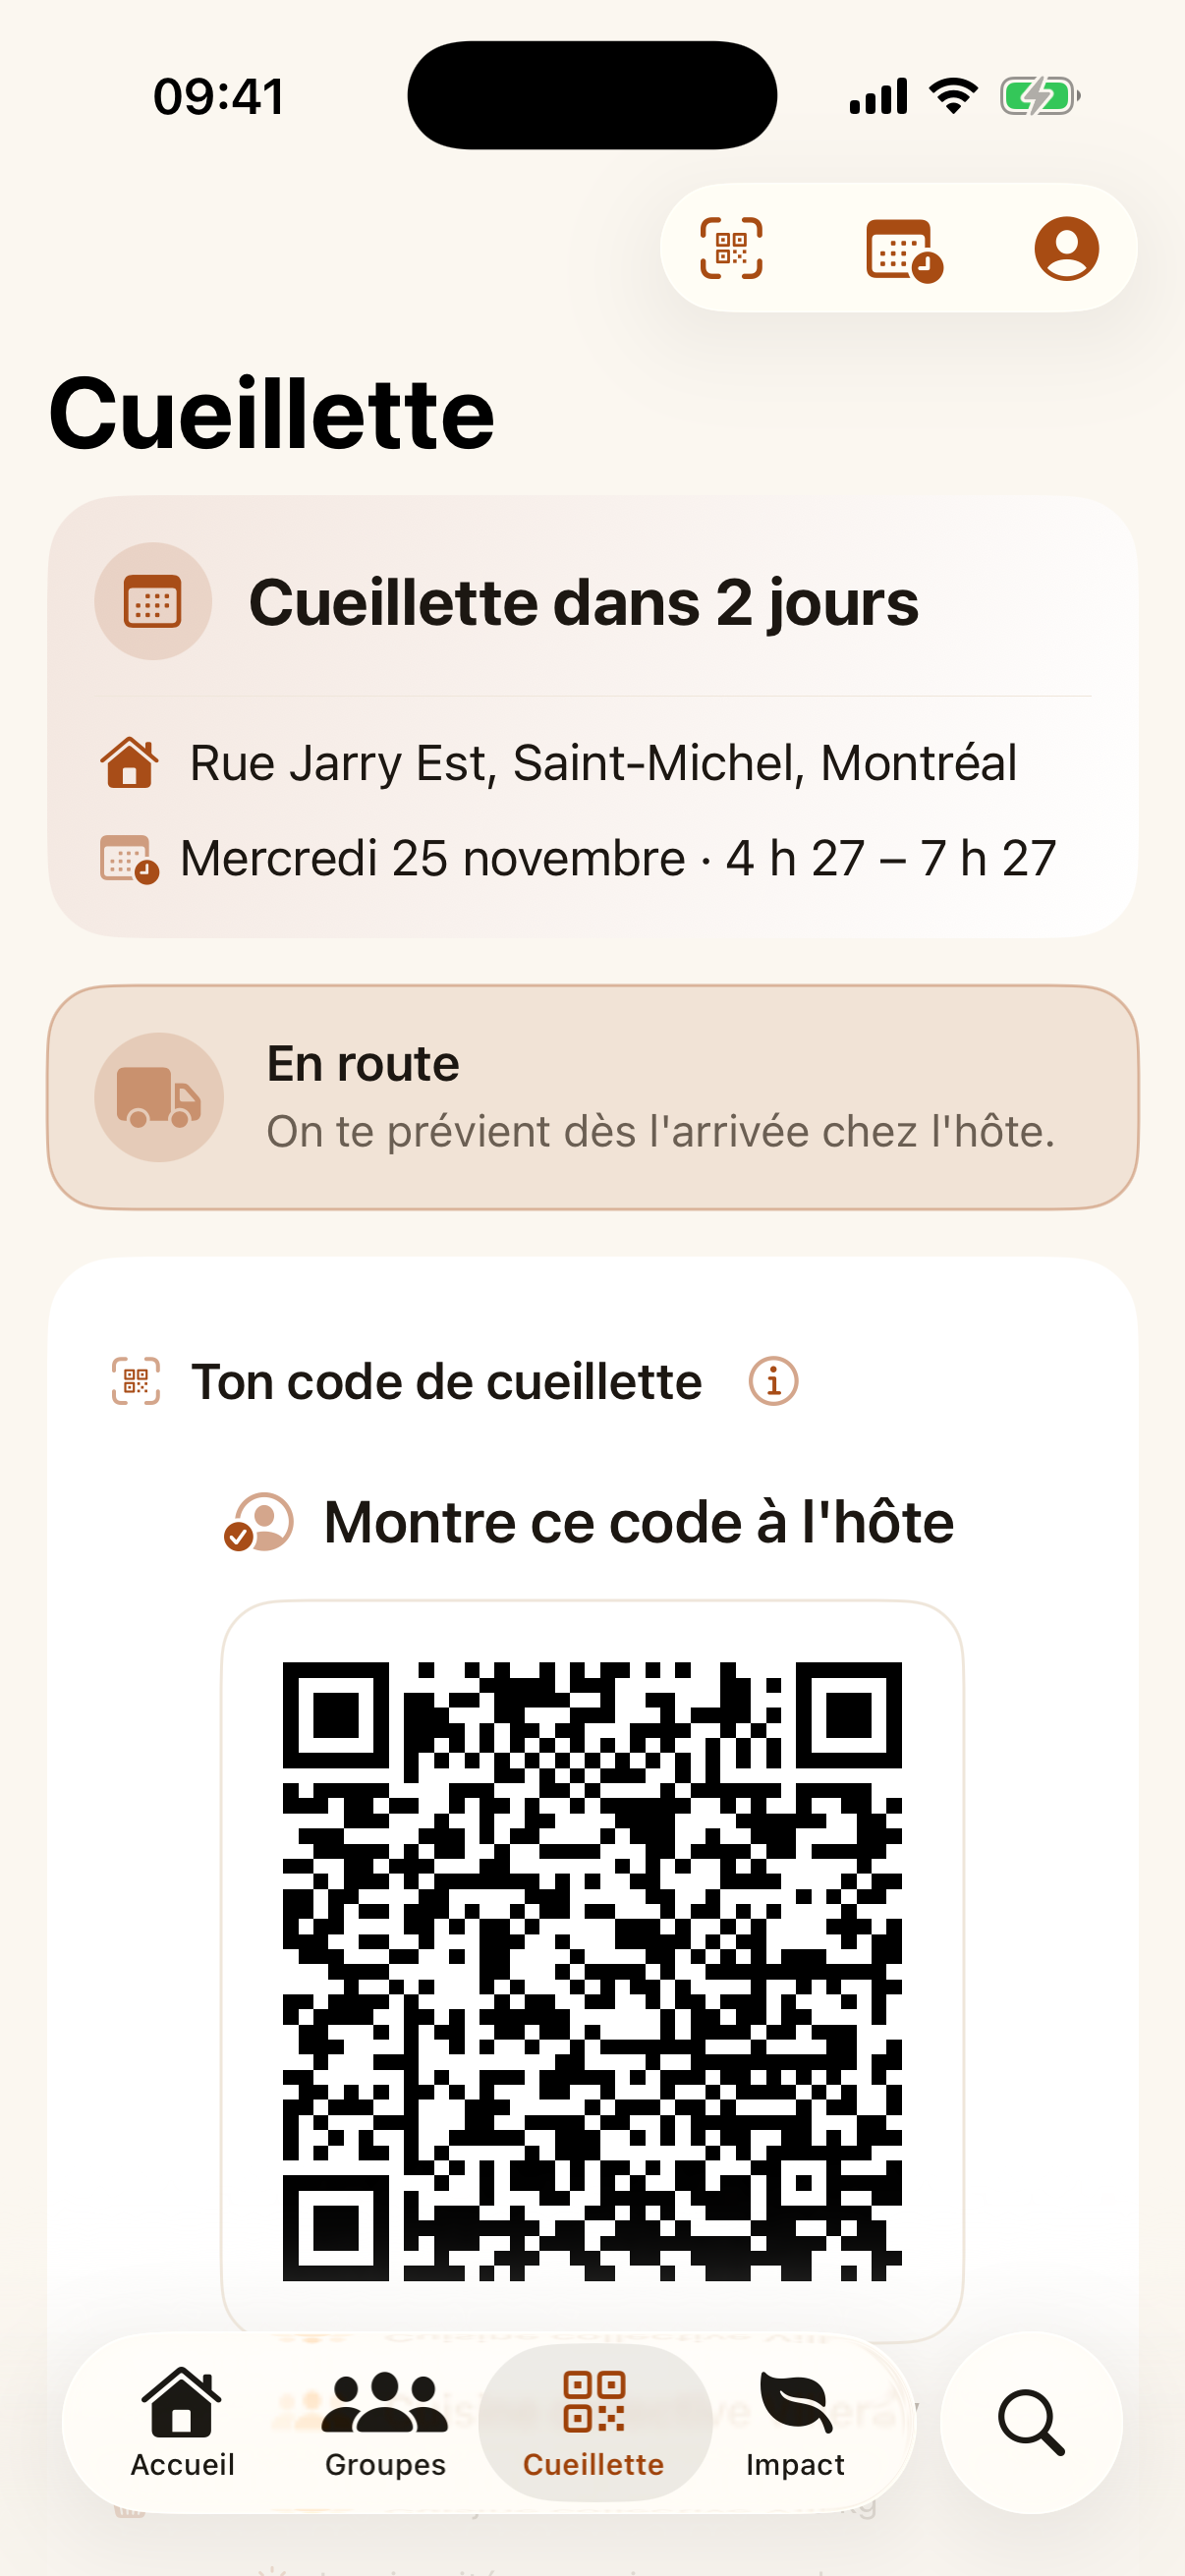 09:41
Cueillette
Cueillette dans 2 jours
Rue Jarry Est, Saint-Michel, Montréal
Mercredi 25 novembre · 4 h 27 – 7 h 27
En route
On te prévient dès l'arrivée chez l'hôte.
Ton code de cueillette
Montre ce code à l'hôte
Accueil
Groupes
Cueillette
Impact